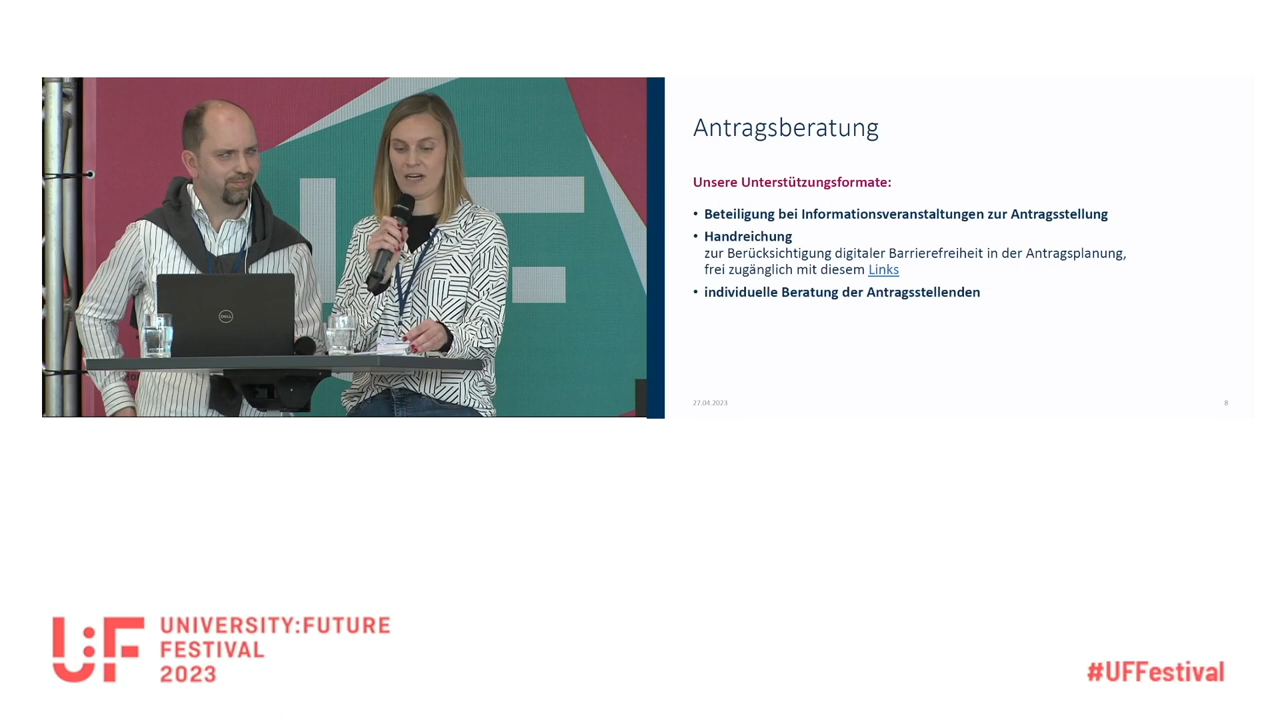 Antragsberatung
Unsere Unterstützungsformate:
• Beteiligung bei Informationsveranstaltungen zur Antragsstellung
• Handreichung
zur Berücksichtigung digitaler Barrierefreiheit in der Antragsplanung,
frei zugänglich mit diesem Links
• individuelle Beratung der Antragsstellenden
27.04.2023
8
DELL
U:F
UNIVERSITY:FUTURE
FESTIVAL
2023
#UFFestival